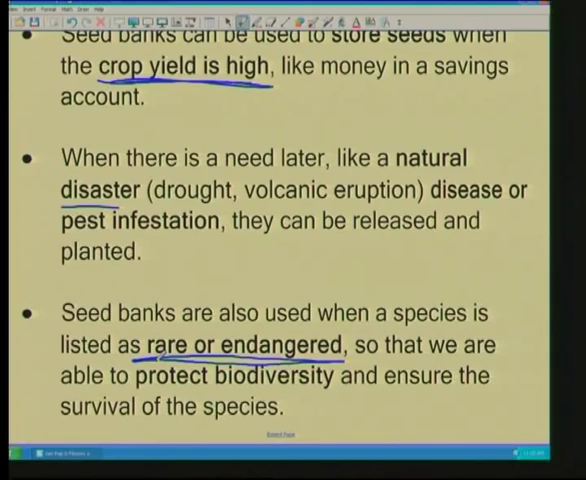 Seed banks can be used to store seeds when
the crop yield is high, like money in a savings
account.
• When there is a need later, like a natural
disaster (drought, volcanic eruption) disease or
pest infestation, they can be released and
planted.
• Seed banks are also used when a species is
listed as rare or endangered, so that we are
able to protect biodiversity and ensure the
survival of the species.
Extend Page